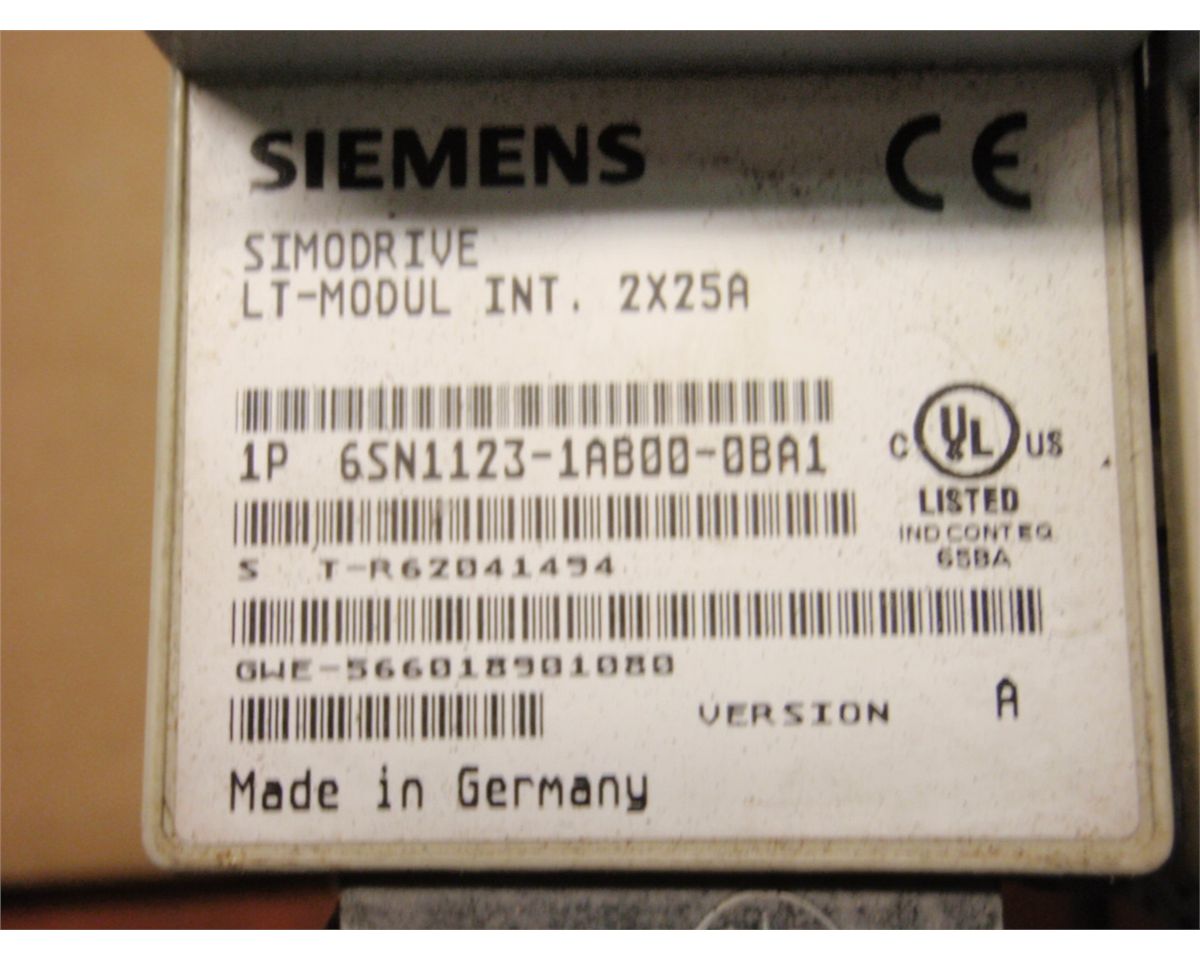 SIEMENS CE
SIMODRIVE
LT-MODUL INT. 2X25A
1P 6SN1123-1AB00-0BA1
C UL US
LISTED
IND CONT EQ
65BA
S T-R62041494
GWE-566018901080
VERSION A
Made in Germany